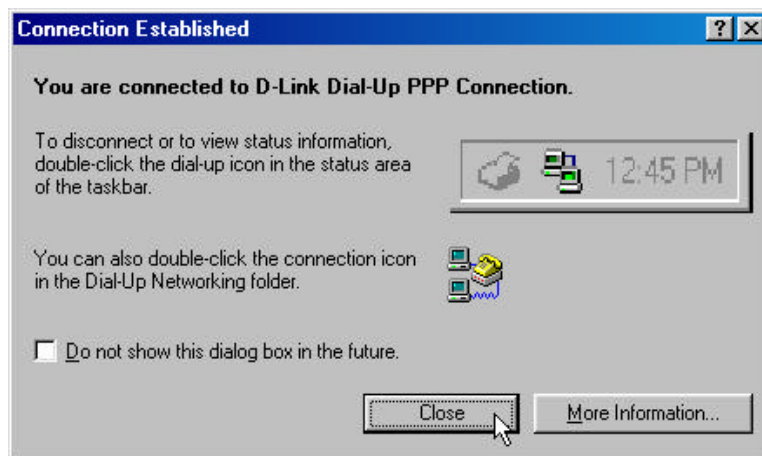 Connection Established
You are connected to D-Link Dial-Up PPP Connection.
To disconnect or to view status information,
double-click the dial-up icon in the status area
of the taskbar.
12:45 PM
You can also double-click the connection icon
in the Dial-Up Networking folder.
Do not show this dialog box in the future.
Close
More Information...